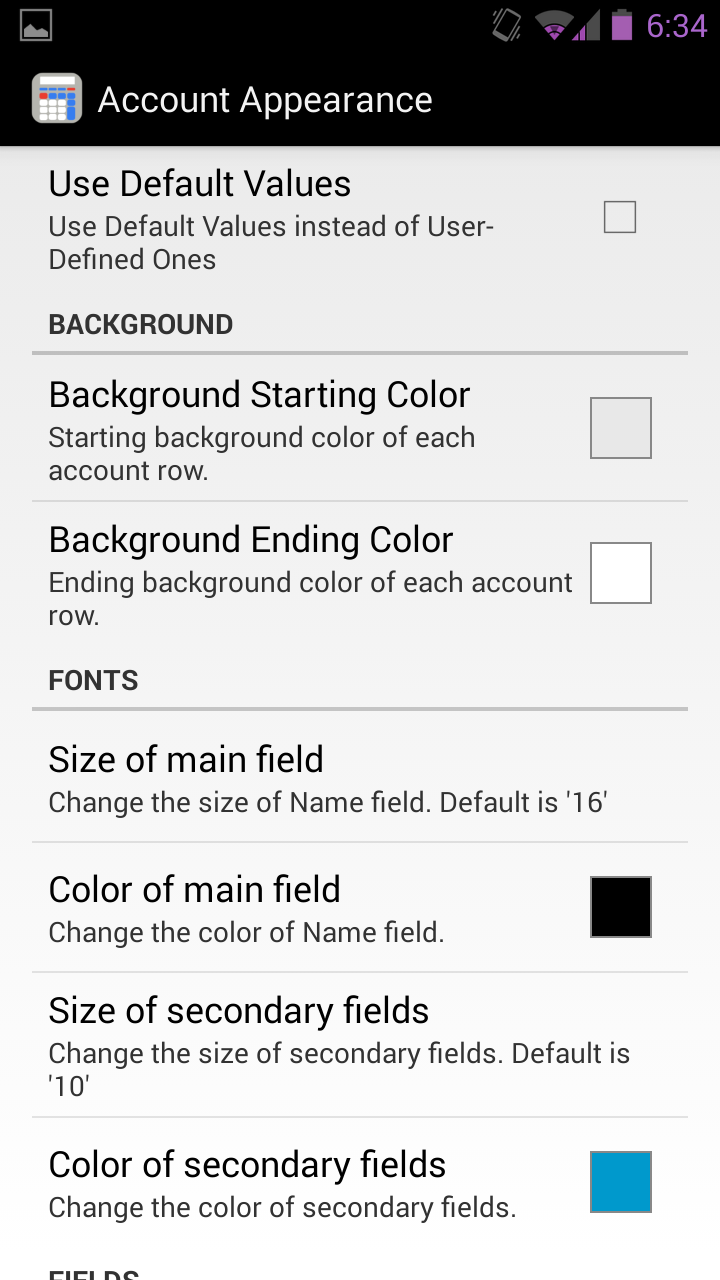 6:34
Account Appearance
Use Default Values
Use Default Values instead of User-
Defined Ones
BACKGROUND
Background Starting Color
Starting background color of each
account row.
Background Ending Color
Ending background color of each account
row.
FONTS
Size of main field
Change the size of Name field. Default is '16'
Color of main field
Change the color of Name field.
Size of secondary fields
Change the size of secondary fields. Default is
'10'
Color of secondary fields
Change the color of secondary fields.
FIELDS